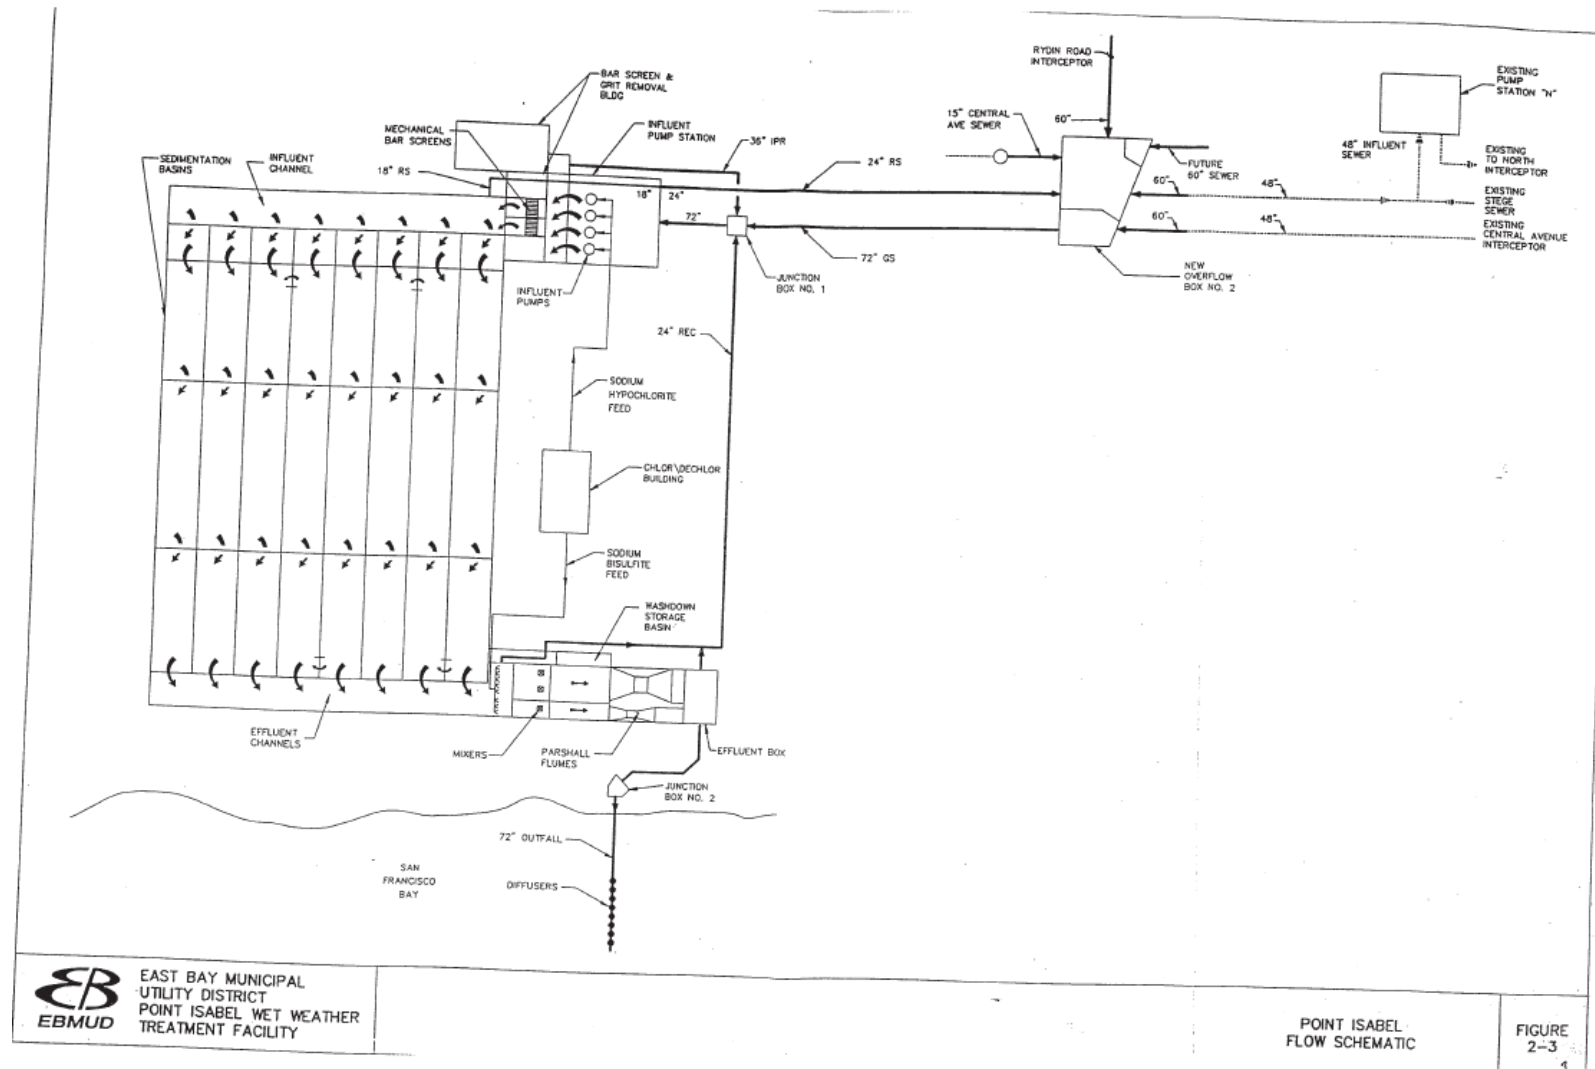 RYDIN ROAD
INTERCEPTOR
EXISTING
PUMP
STATION "N"
BAR SCREEN &
GRIT REMOVAL
BLDG
15" CENTRAL
AVE SEWER
60"
MECHANICAL
BAR SCREENS
INFLUENT
PUMP STATION
36" IPR
48" INFLUENT
SEWER
EXISTING
TO NORTH
INTERCEPTOR
SEDIMENTATION
BASINS
INFLUENT
CHANNEL
18" RS
24" RS
FUTURE
60" SEWER
18"
24"
60"
48"
EXISTING
STEGE
SEWER
72"
60"
48"
EXISTING
CENTRAL AVENUE
INTERCEPTOR
72" GS
INFLUENT
PUMPS
JUNCTION
BOX NO. 1
NEW
OVERFLOW
BOX NO. 2
24" REC
SODIUM
HYPOCHLORITE
FEED
CHLOR\DECHLOR
BUILDING
SODIUM
BISULFITE
FEED
WASHDOWN
STORAGE
BASIN
EFFLUENT
CHANNELS
MIXERS
PARSHALL
FLUMES
EFFLUENT BOX
JUNCTION
BOX NO. 2
72" OUTFALL
SAN
FRANCISCO
BAY
DIFFUSERS
EB
EBMUD
EAST BAY MUNICIPAL
UTILITY DISTRICT
POINT ISABEL WET WEATHER
TREATMENT FACILITY
POINT ISABEL
FLOW SCHEMATIC
FIGURE
2-3